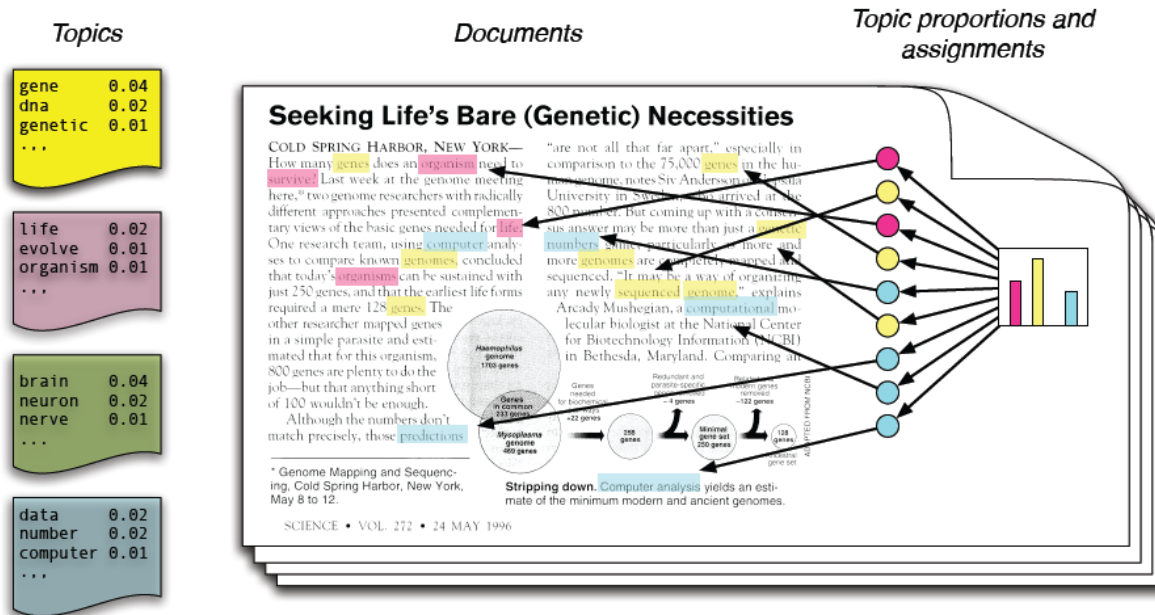 Topics
Documents
Topic proportions and
assignments
gene 0.04
dna 0.02
genetic 0.01
...
life 0.02
evolve 0.01
organism 0.01
...
brain 0.04
neuron 0.02
nerve 0.01
...
data 0.02
number 0.02
computer 0.01
...
Seeking Life's Bare (Genetic) Necessities
COLD SPRING HARBOR, NEW YORK—
How many genes does an organism need to
survive? Last week at the genome meeting
here,* two genome researchers with radically
different approaches presented complemen-
tary views of the basic genes needed for life.
One research team, using computer analy-
ses to compare known genomes, concluded
that today's organisms can be sustained with
just 250 genes, and that the earliest life forms
required a mere 128 genes. The
other researcher mapped genes
in a simple parasite and esti-
mated that for this organism,
800 genes are plenty to do the
job—but that anything short
of 100 wouldn't be enough.
Although the numbers don't
match precisely, those predictions
* Genome Mapping and Sequenc-
ing, Cold Spring Harbor, New York,
May 8 to 12.
"are not all that far apart," especially in
comparison to the 75,000 genes in the hu-
man genome, notes Siv Andersson of Uppsala
University in Sweden, who arrived at the
800 number. But coming up with a consen-
sus answer may be more than just a genetic
numbers game, particularly as more and
more genomes are completely mapped and
sequenced. "It may be a way of organizing
any newly sequenced genome," explains
Arcady Mushegian, a computational mo-
lecular biologist at the National Center
for Biotechnology Information (NCBI)
in Bethesda, Maryland. Comparing an
Haemophilus
genome
1703 genes
Genes
in common
233 genes
Mycoplasma
genome
469 genes
Genes
needed
for biochemical
+22 genes
255
genes
Redundant and
parasite-specific
removed
–4 genes
Minimal
gene set
250 genes
genes
removed
–122 genes
128
genes
gene set
ADAPTED FROM NCBI
Stripping down. Computer analysis yields an esti-
mate of the minimum modern and ancient genomes.
SCIENCE • VOL. 272 • 24 MAY 1996